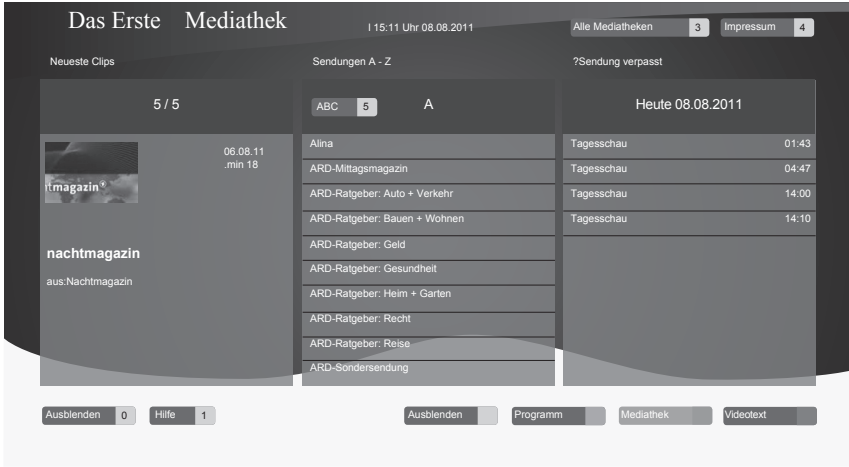 Das Erste Mediathek
I 15:11 Uhr 08.08.2011
Alle Mediatheken 3
Impressum 4
Neueste Clips
Sendungen A - Z
?Sendung verpasst
5 / 5
ABC 5
A
Heute 08.08.2011
06.08.11
.min 18
tmagazin
nachtmagazin
aus:Nachtmagazin
Alina
ARD-Mittagsmagazin
ARD-Ratgeber: Auto + Verkehr
ARD-Ratgeber: Bauen + Wohnen
ARD-Ratgeber: Geld
ARD-Ratgeber: Gesundheit
ARD-Ratgeber: Heim + Garten
ARD-Ratgeber: Recht
ARD-Ratgeber: Reise
ARD-Sondersendung
Tagesschau 01:43
Tagesschau 04:47
Tagesschau 14:00
Tagesschau 14:10
Ausblenden 0
Hilfe 1
Ausblenden
Programm
Mediathek
Videotext